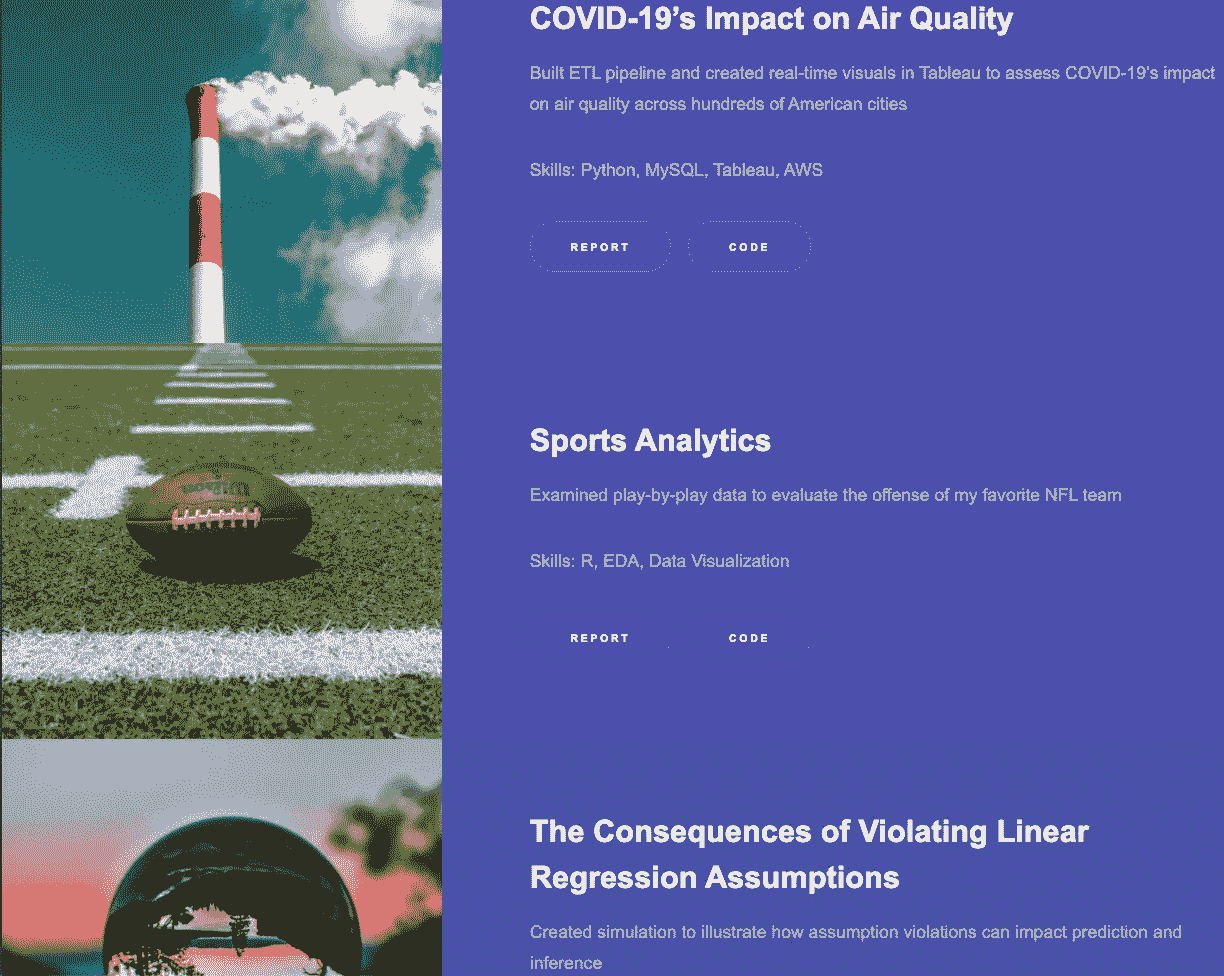 COVID-19’s Impact on Air Quality
Built ETL pipeline and created real-time visuals in Tableau to assess COVID-19's impact
on air quality across hundreds of American cities
Skills: Python, MySQL, Tableau, AWS
REPORT CODE
Sports Analytics
Examined play-by-play data to evaluate the offense of my favorite NFL team
Skills: R, EDA, Data Visualization
REPORT CODE
The Consequences of Violating Linear
Regression Assumptions
Created simulation to illustrate how assumption violations can impact prediction and
inference